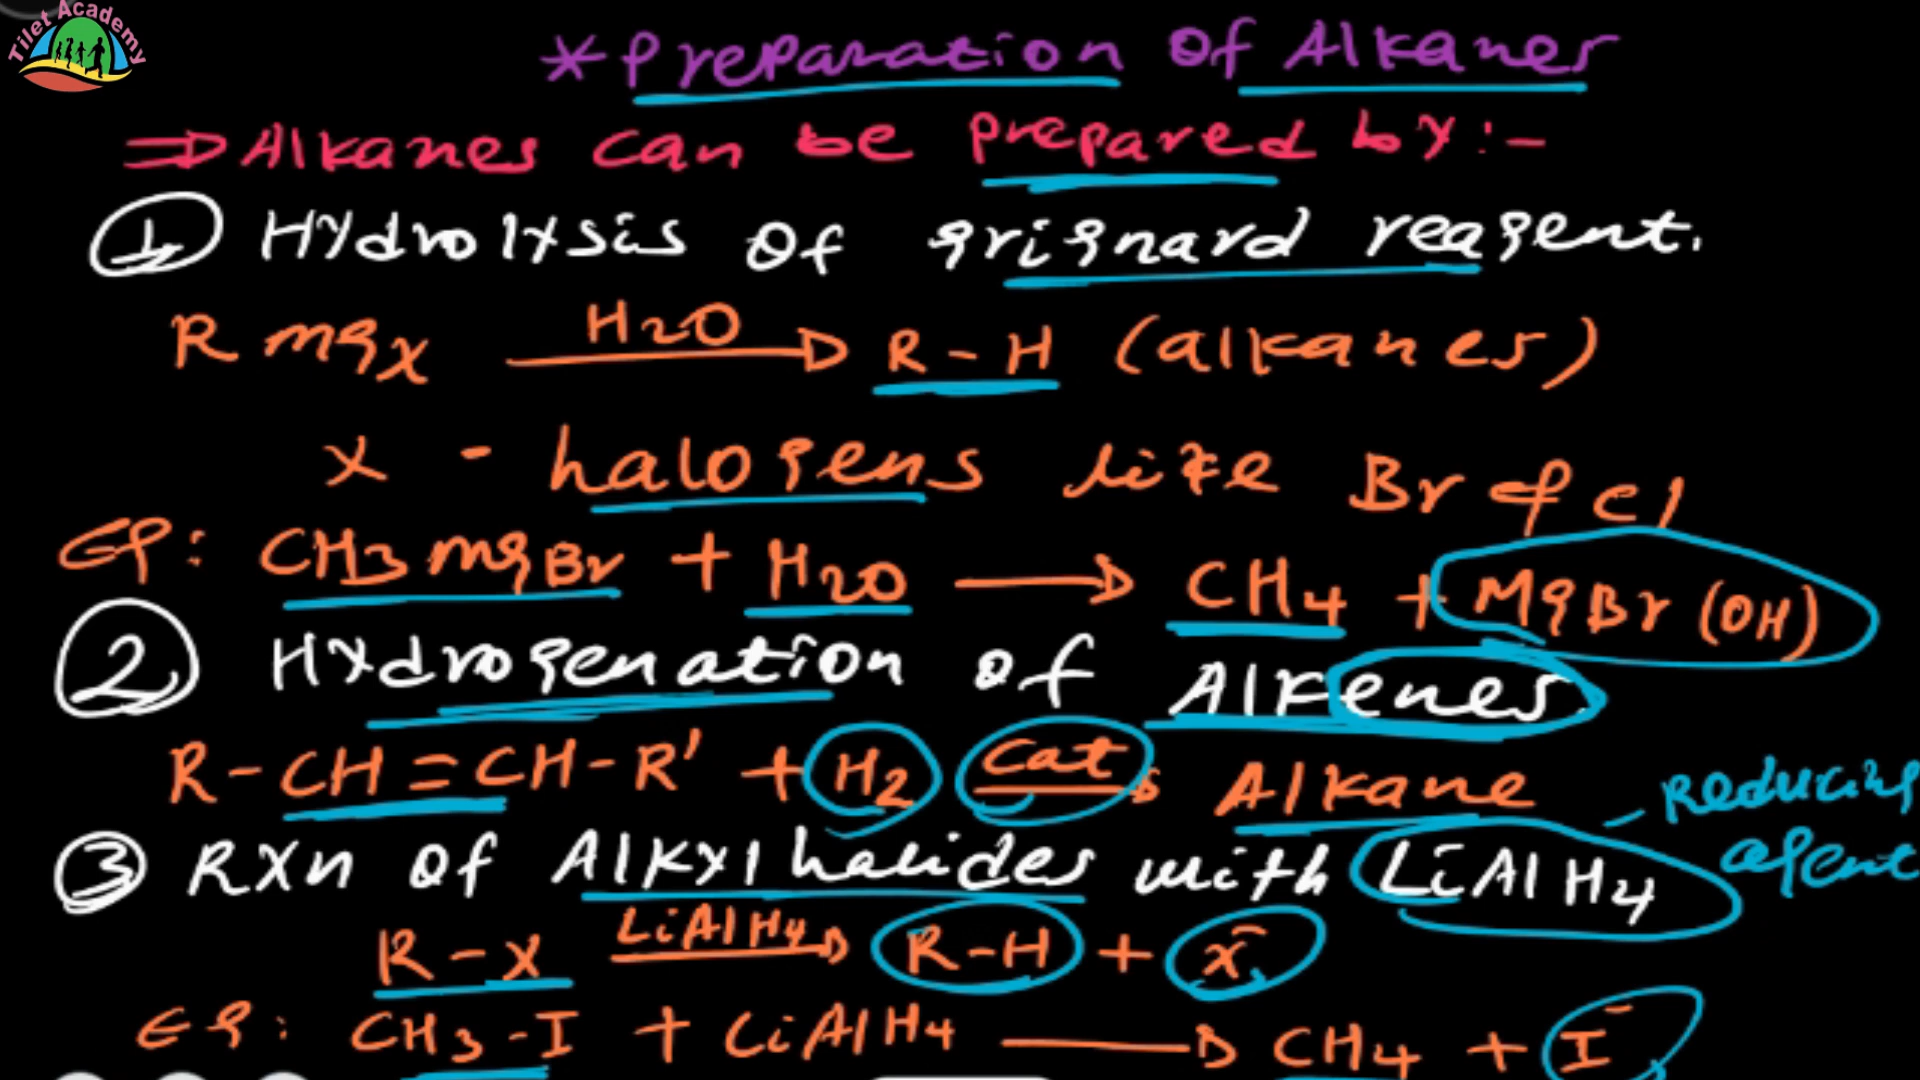 Tilet Academy
* Preparation Of Alkanes
⇒ Alkanes can be prepared by:-
① Hydrolysis Of grignard reagent.
R mgx —H2O→ R-H (alkanes)
x - halogens like Br & cl
Eg: CH3 mgBr + H2O → CH4 + MgBr (OH)
② Hydrogenation of Alkenes.
R-CH=CH-R' + H2 —Cat→ Alkane
- Reducing agent
③ RXn Of Alkyl halides with LiAlH4
R-X —LiAlH4→ R-H + x⁻
Eg: CH3-I + LiAlH4 → CH4 + I⁻